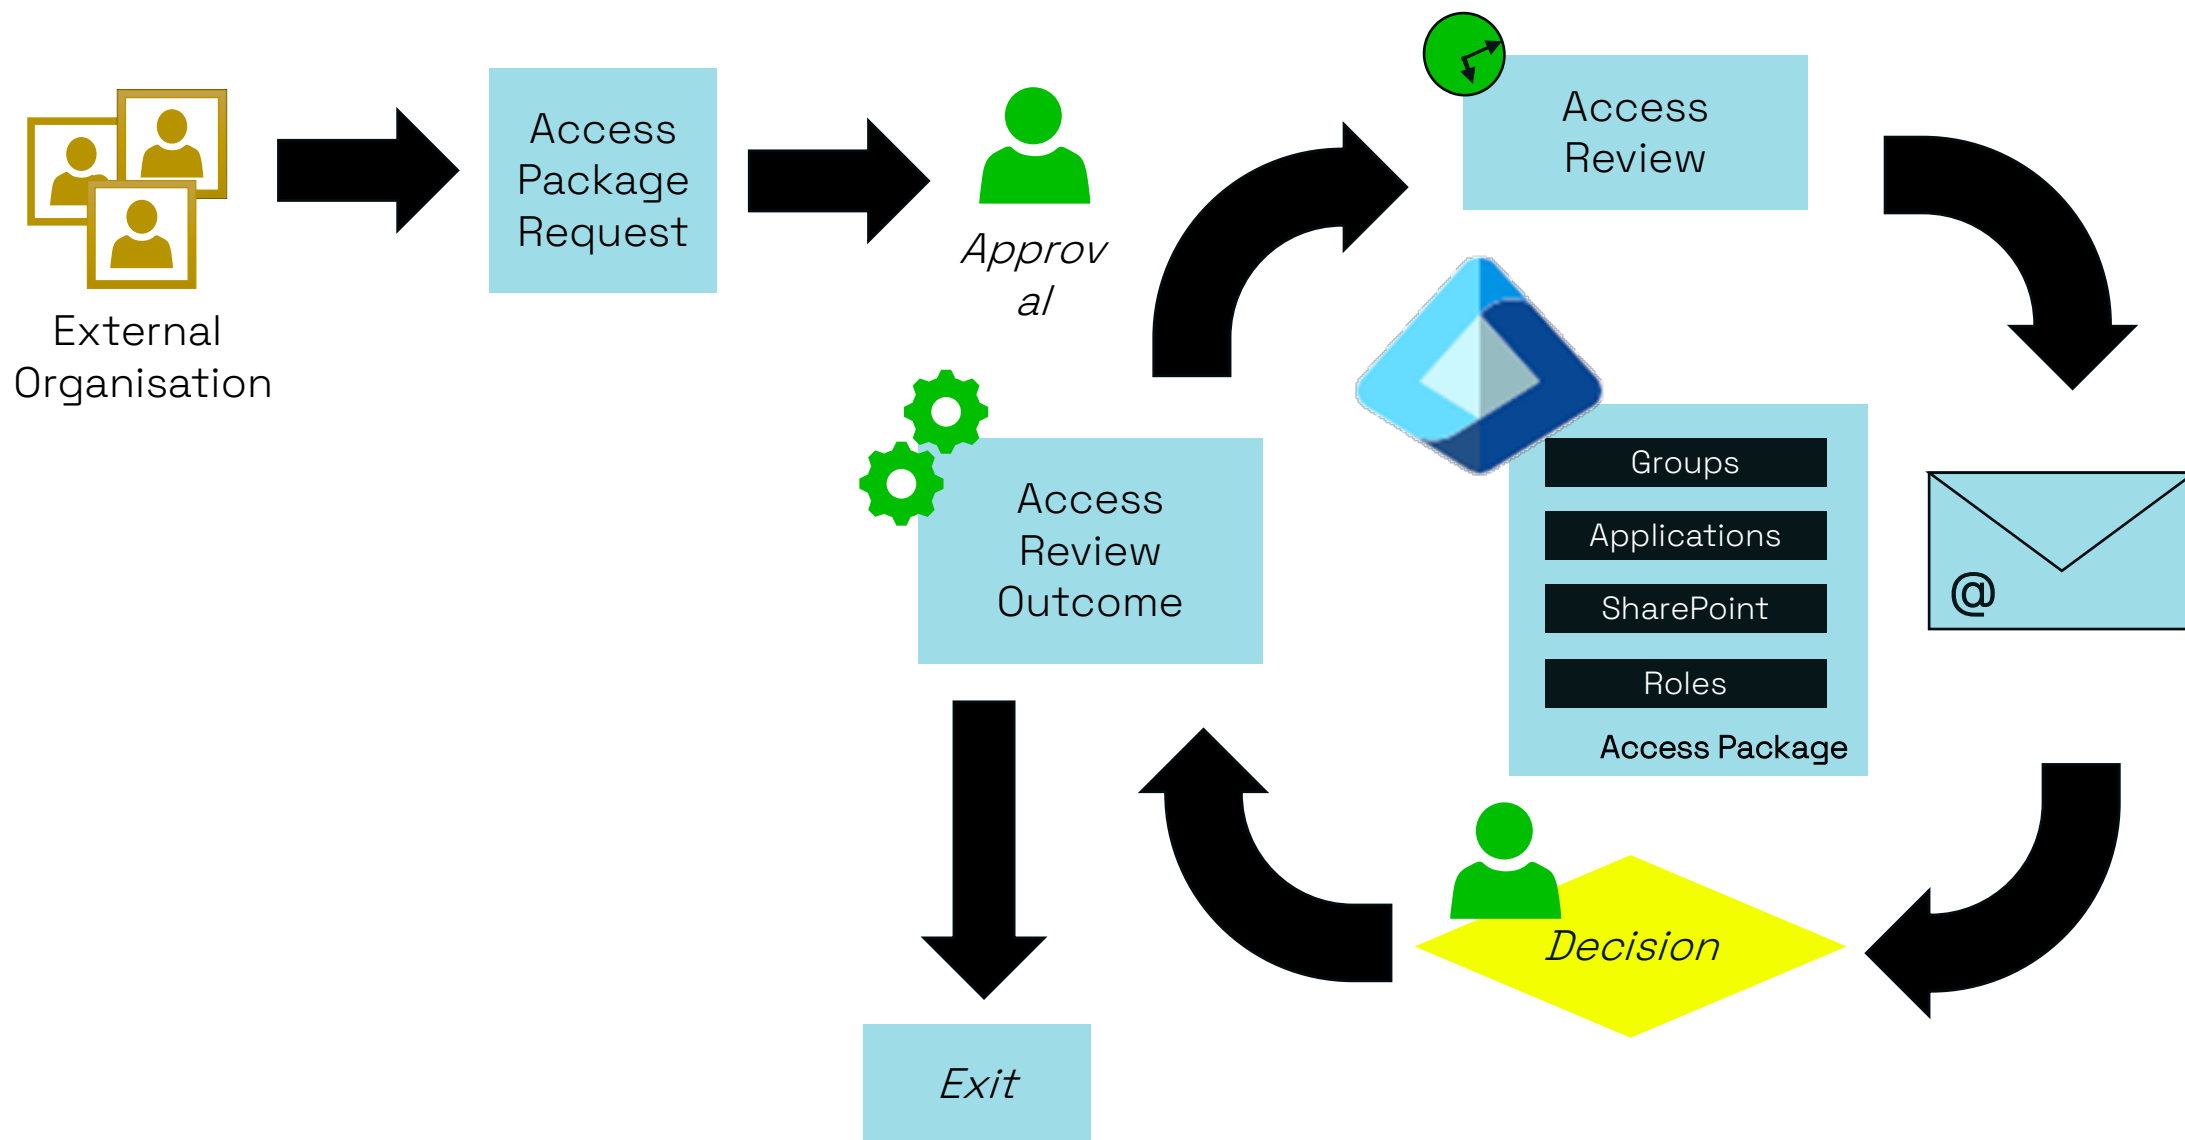 External
Organisation
Access
Package
Request
Approv
al
Access
Review
Groups
Applications
SharePoint
Roles
Access Package
@
Decision
Access
Review
Outcome
Exit